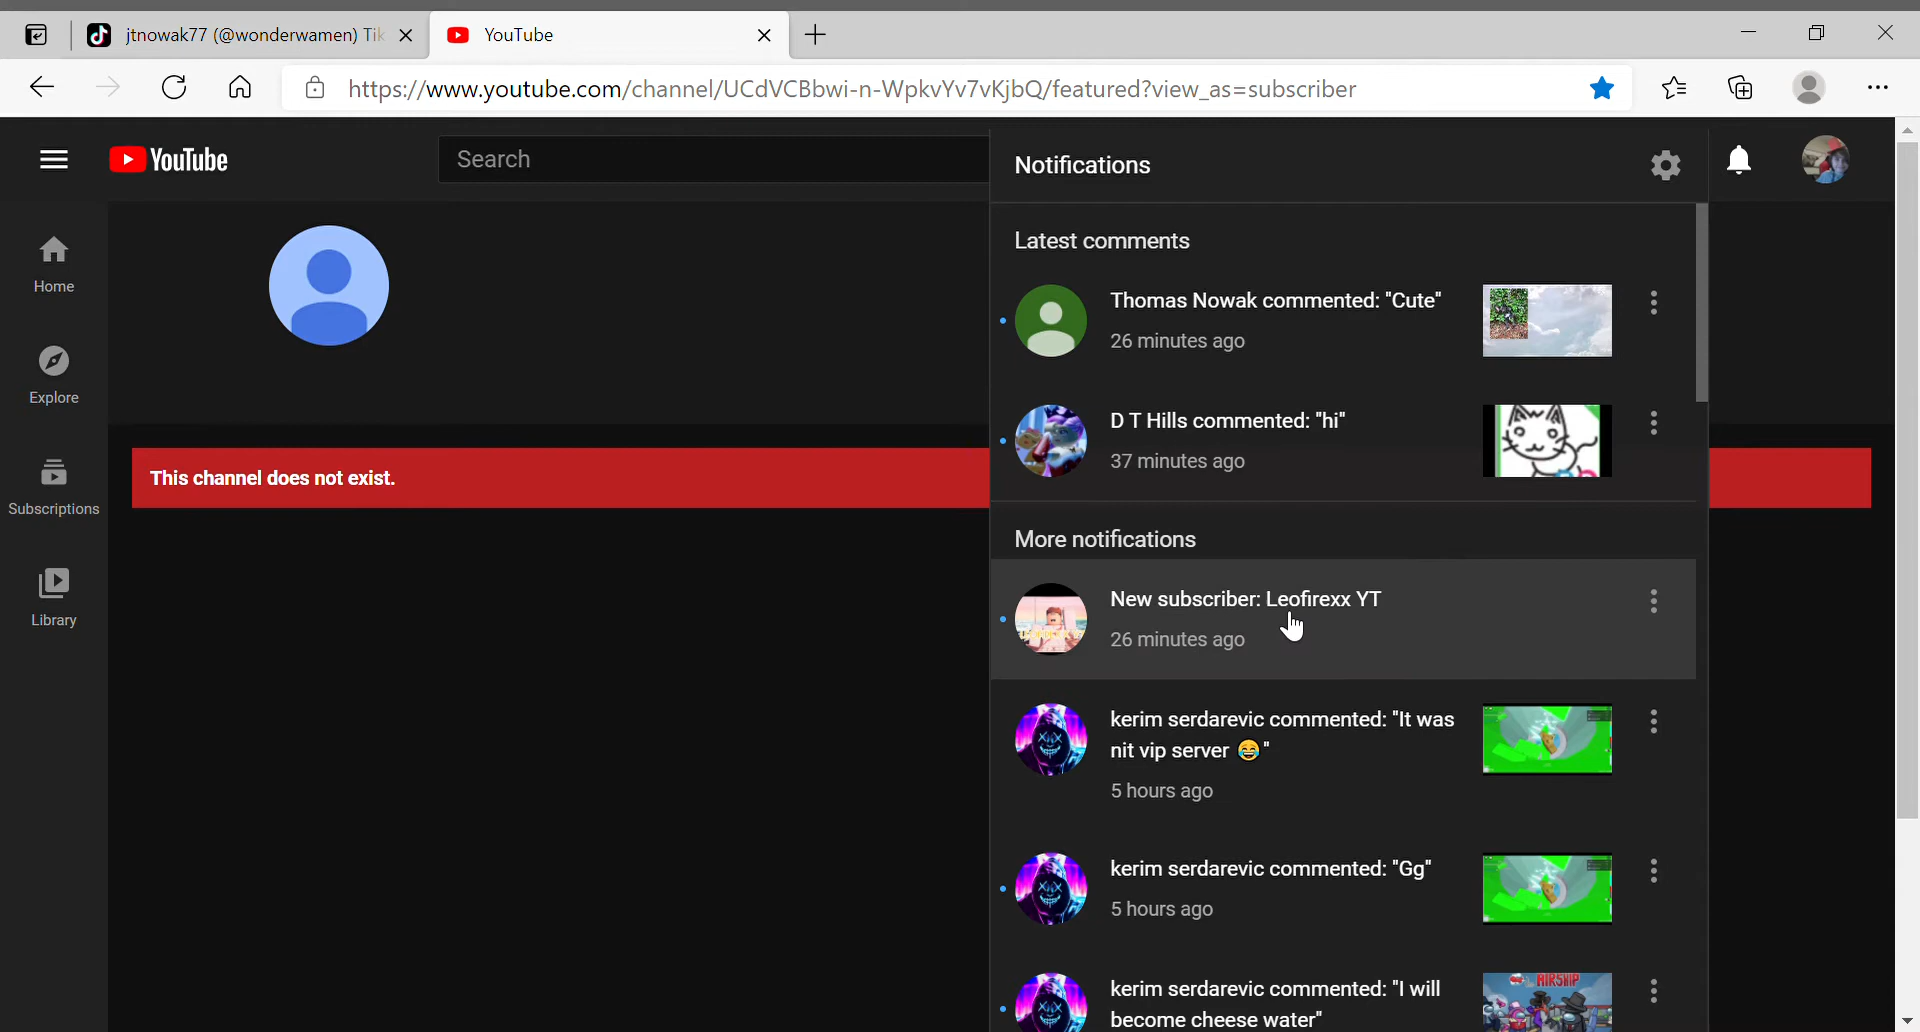 jtnowak77 (@wonderwamen) Tik
YouTube
https://www.youtube.com/channel/UCdVCBbwi-n-WpkvYv7vKjbQ/featured?view_as=subscriber
YouTube
Search
Notifications
Home
Explore
Subscriptions
Library
This channel does not exist.
Latest comments
Thomas Nowak commented: "Cute"
26 minutes ago
D T Hills commented: "hi"
37 minutes ago
More notifications
New subscriber: Leofirexx YT
26 minutes ago
kerim serdarevic commented: "It was
nit vip server 😂"
5 hours ago
kerim serdarevic commented: "Gg"
5 hours ago
kerim serdarevic commented: "I will
become cheese water"
AIRSHIP